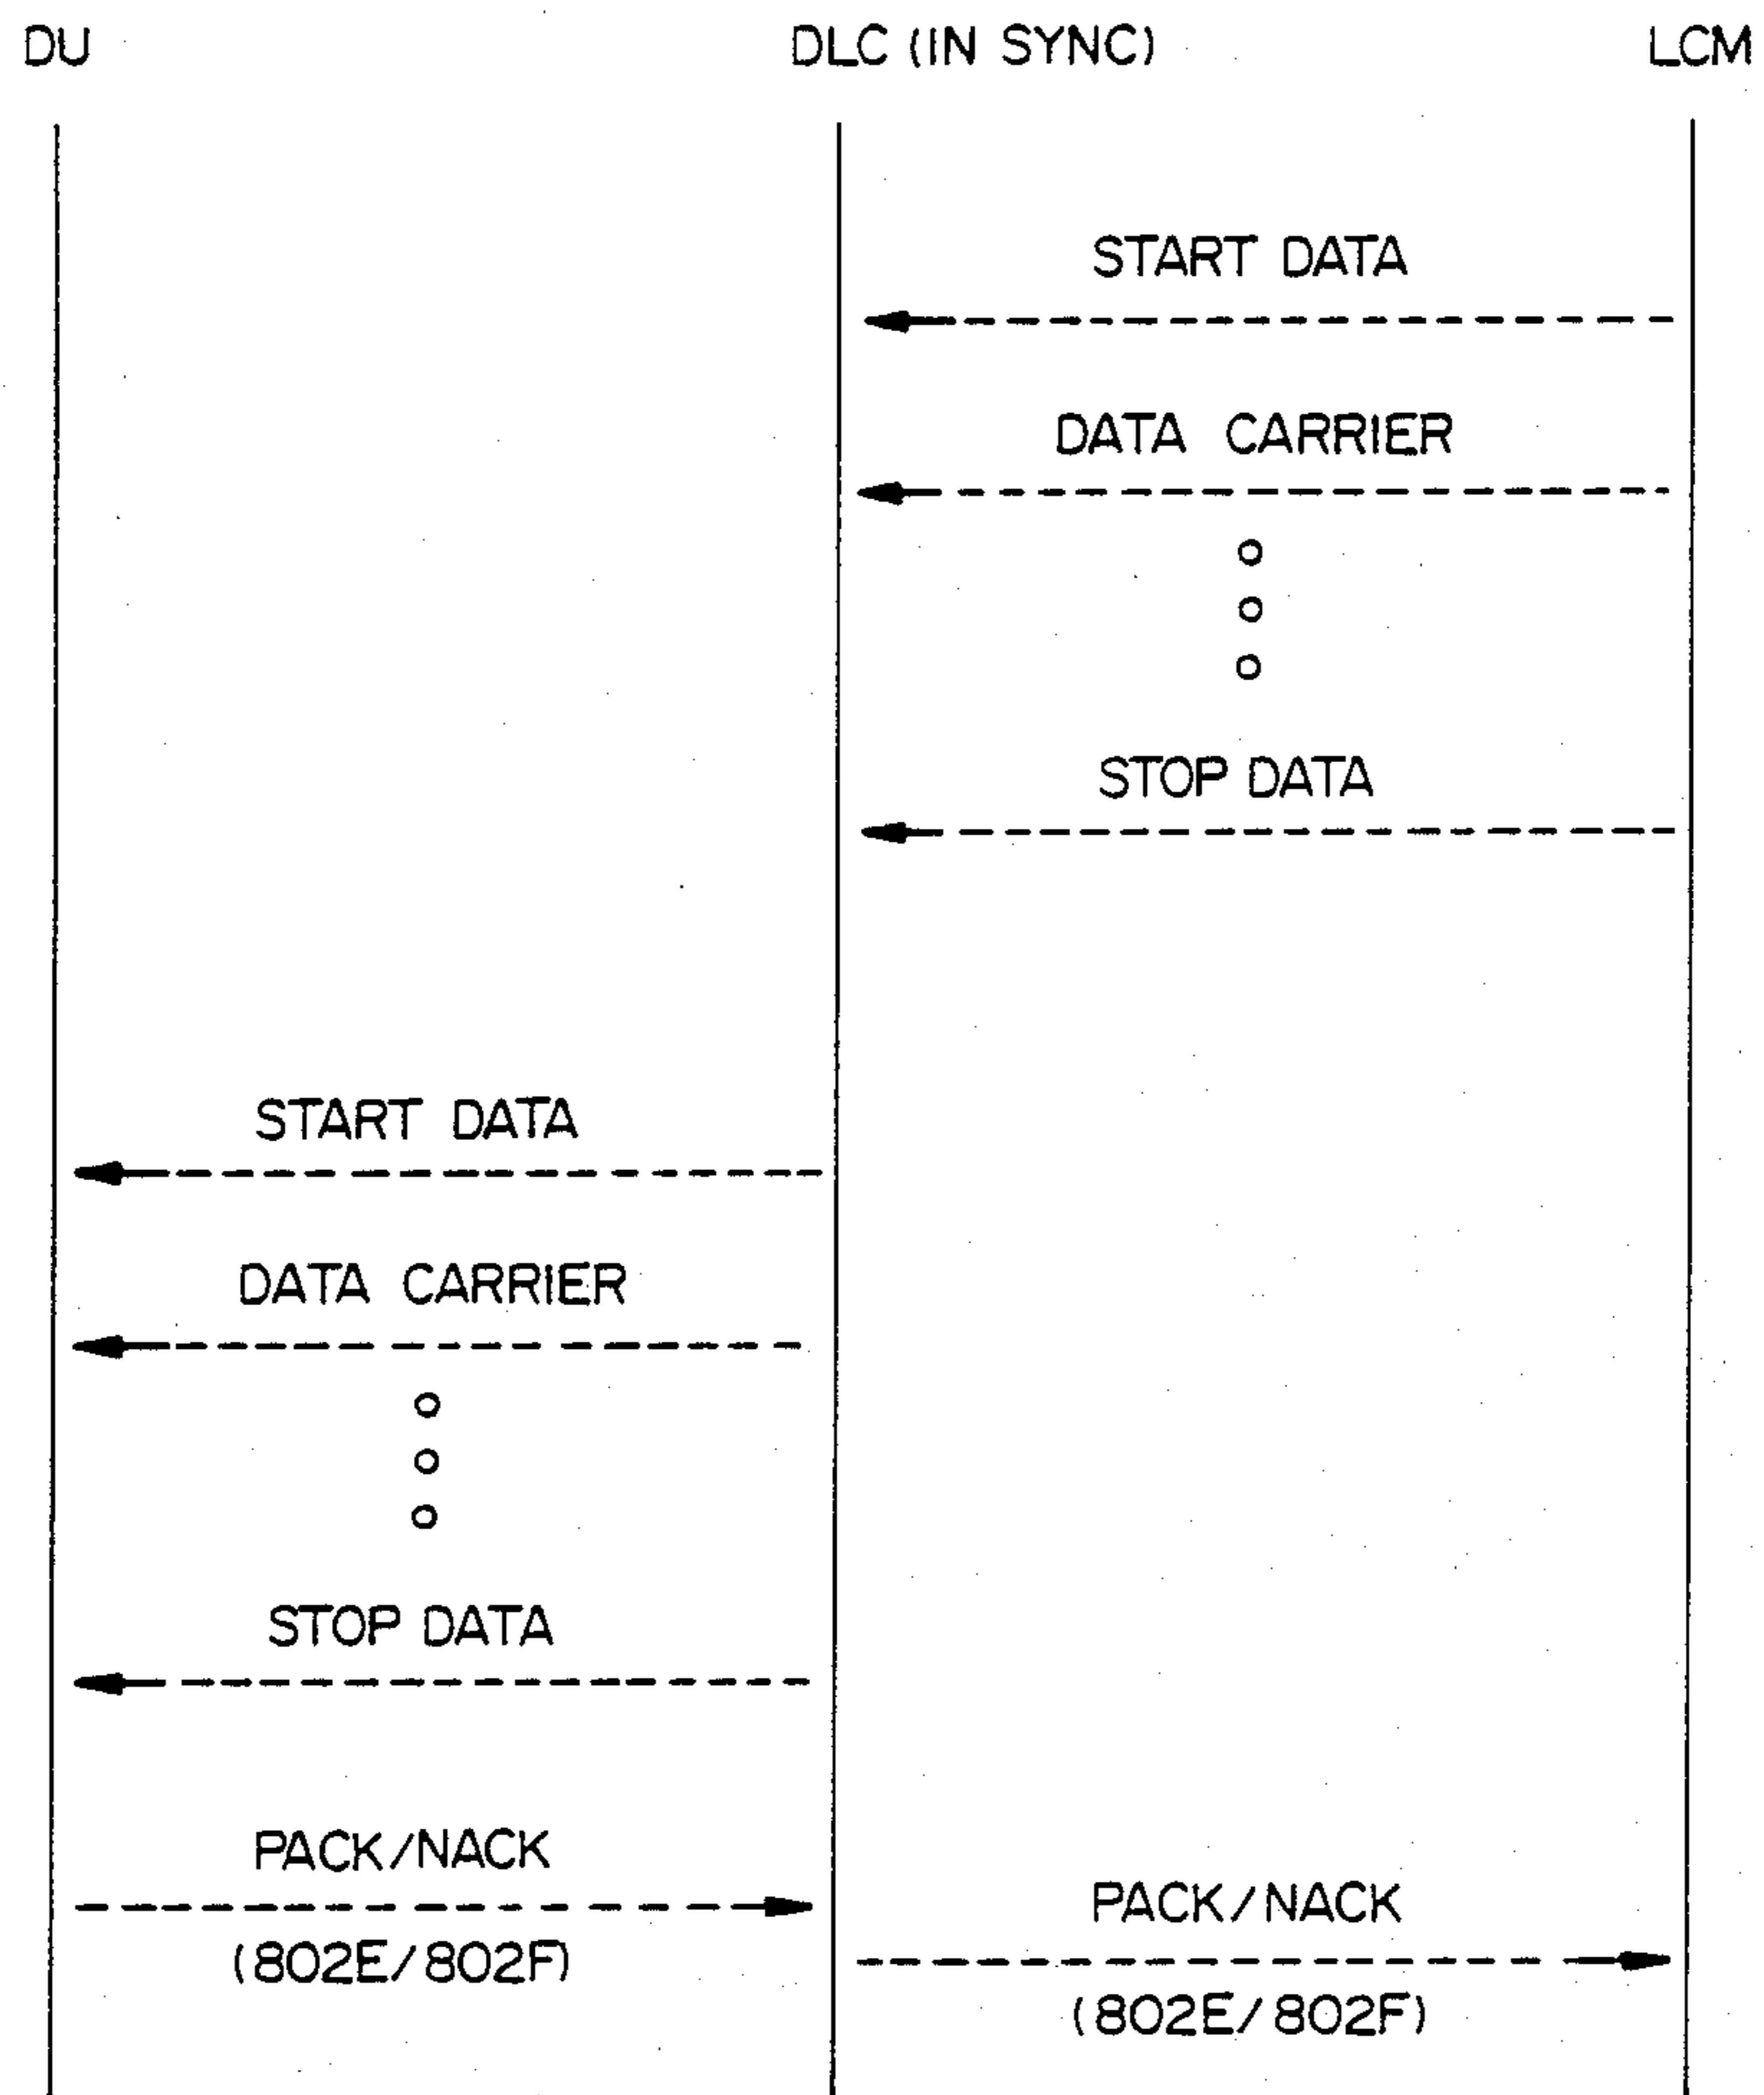 DU
DLC (IN SYNC)
LCM
START DATA
DATA CARRIER
STOP DATA
START DATA
DATA CARRIER
STOP DATA
PACK/NACK
(802E/802F)
PACK/NACK
(802E/802F)